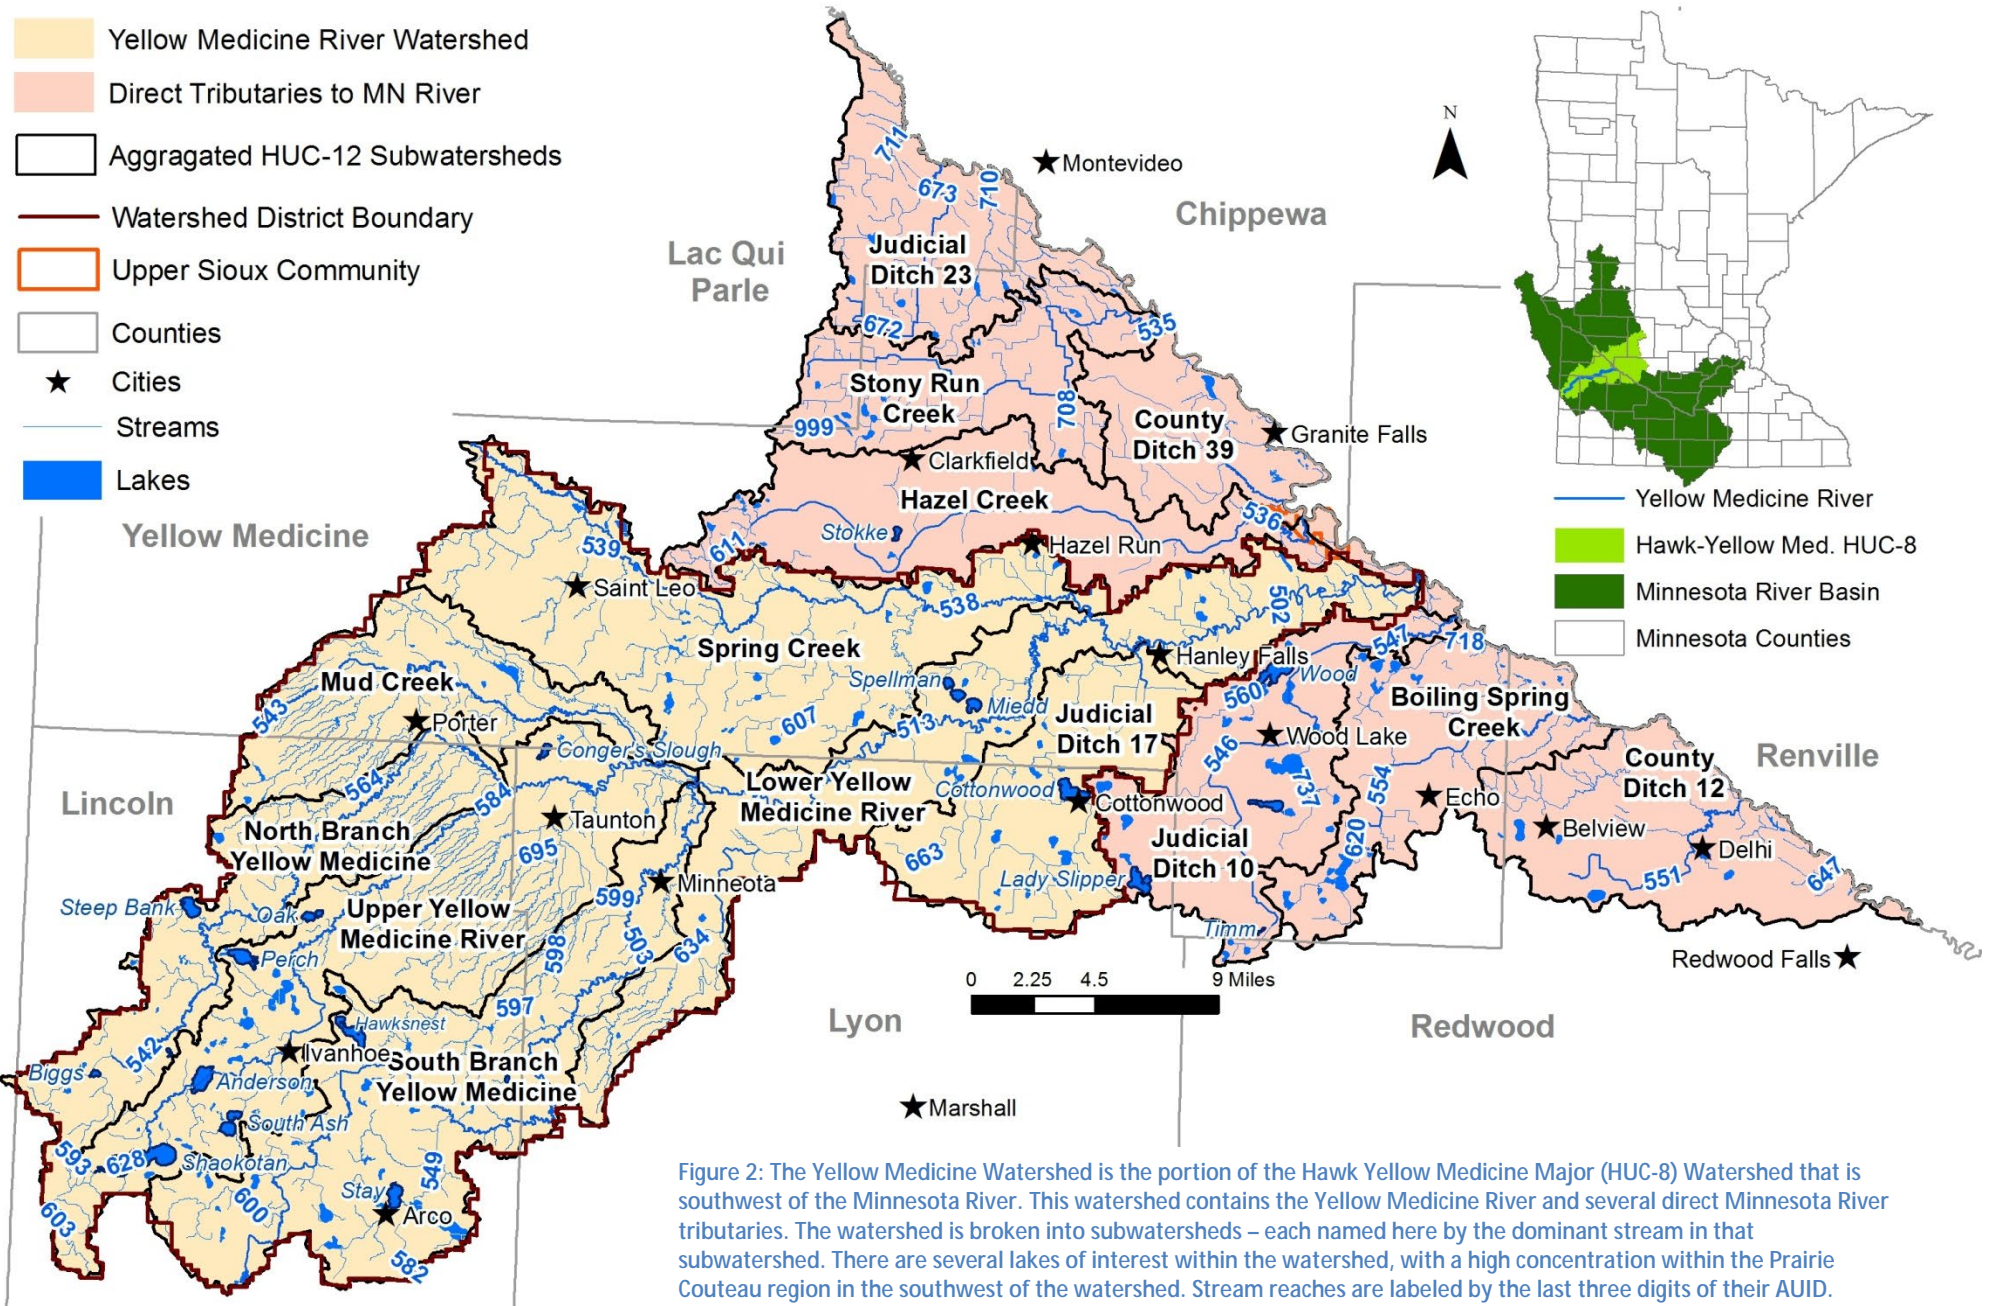 Yellow Medicine River Watershed
Direct Tributaries to MN River
Aggragated HUC-12 Subwatersheds
Watershed District Boundary
Upper Sioux Community
Counties
Cities
Streams
Lakes
N
Montevideo
Chippewa
Lac Qui
Parle
711
673
710
Judicial
Ditch 23
672
535
Stony Run
Creek
999
708
County
Ditch 39
Granite Falls
Clarkfield
Hazel Creek
Stokke
611
536
Hazel Run
Yellow Medicine River
Hawk-Yellow Med. HUC-8
Minnesota River Basin
Minnesota Counties
Yellow Medicine
539
Saint Leo
538
502
Spring Creek
Hanley Falls
547
718
Wood
560
Spellman
Miedd
Mud Creek
543
Porter
607
513
Judicial
Ditch 17
Boiling Spring
Creek
Wood Lake
546
737
Conger's Slough
564
584
Lower Yellow
Medicine River
Cottonwood
Cottonwood
554
Echo
County
Ditch 12
Renville
Lincoln
Taunton
North Branch
Yellow Medicine
695
663
Judicial
Ditch 10
620
Belview
Delhi
551
647
Lady Slipper
Minneota
599
Steep Bank
Oak
Upper Yellow
Medicine River
598
503
634
Timm
Perch
Redwood Falls
0 2.25 4.5 9 Miles
597
Hawksnest
Lyon
Redwood
542
Ivanhoe
South Branch
Yellow Medicine
Biggs
Anderson
South Ash
Marshall
593
628
Shaokotan
549
Stay
600
603
Arco
582
Figure 2: The Yellow Medicine Watershed is the portion of the Hawk Yellow Medicine Major (HUC-8) Watershed that is
southwest of the Minnesota River. This watershed contains the Yellow Medicine River and several direct Minnesota River
tributaries. The watershed is broken into subwatersheds – each named here by the dominant stream in that
subwatershed. There are several lakes of interest within the watershed, with a high concentration within the Prairie
Couteau region in the southwest of the watershed. Stream reaches are labeled by the last three digits of their AUID.